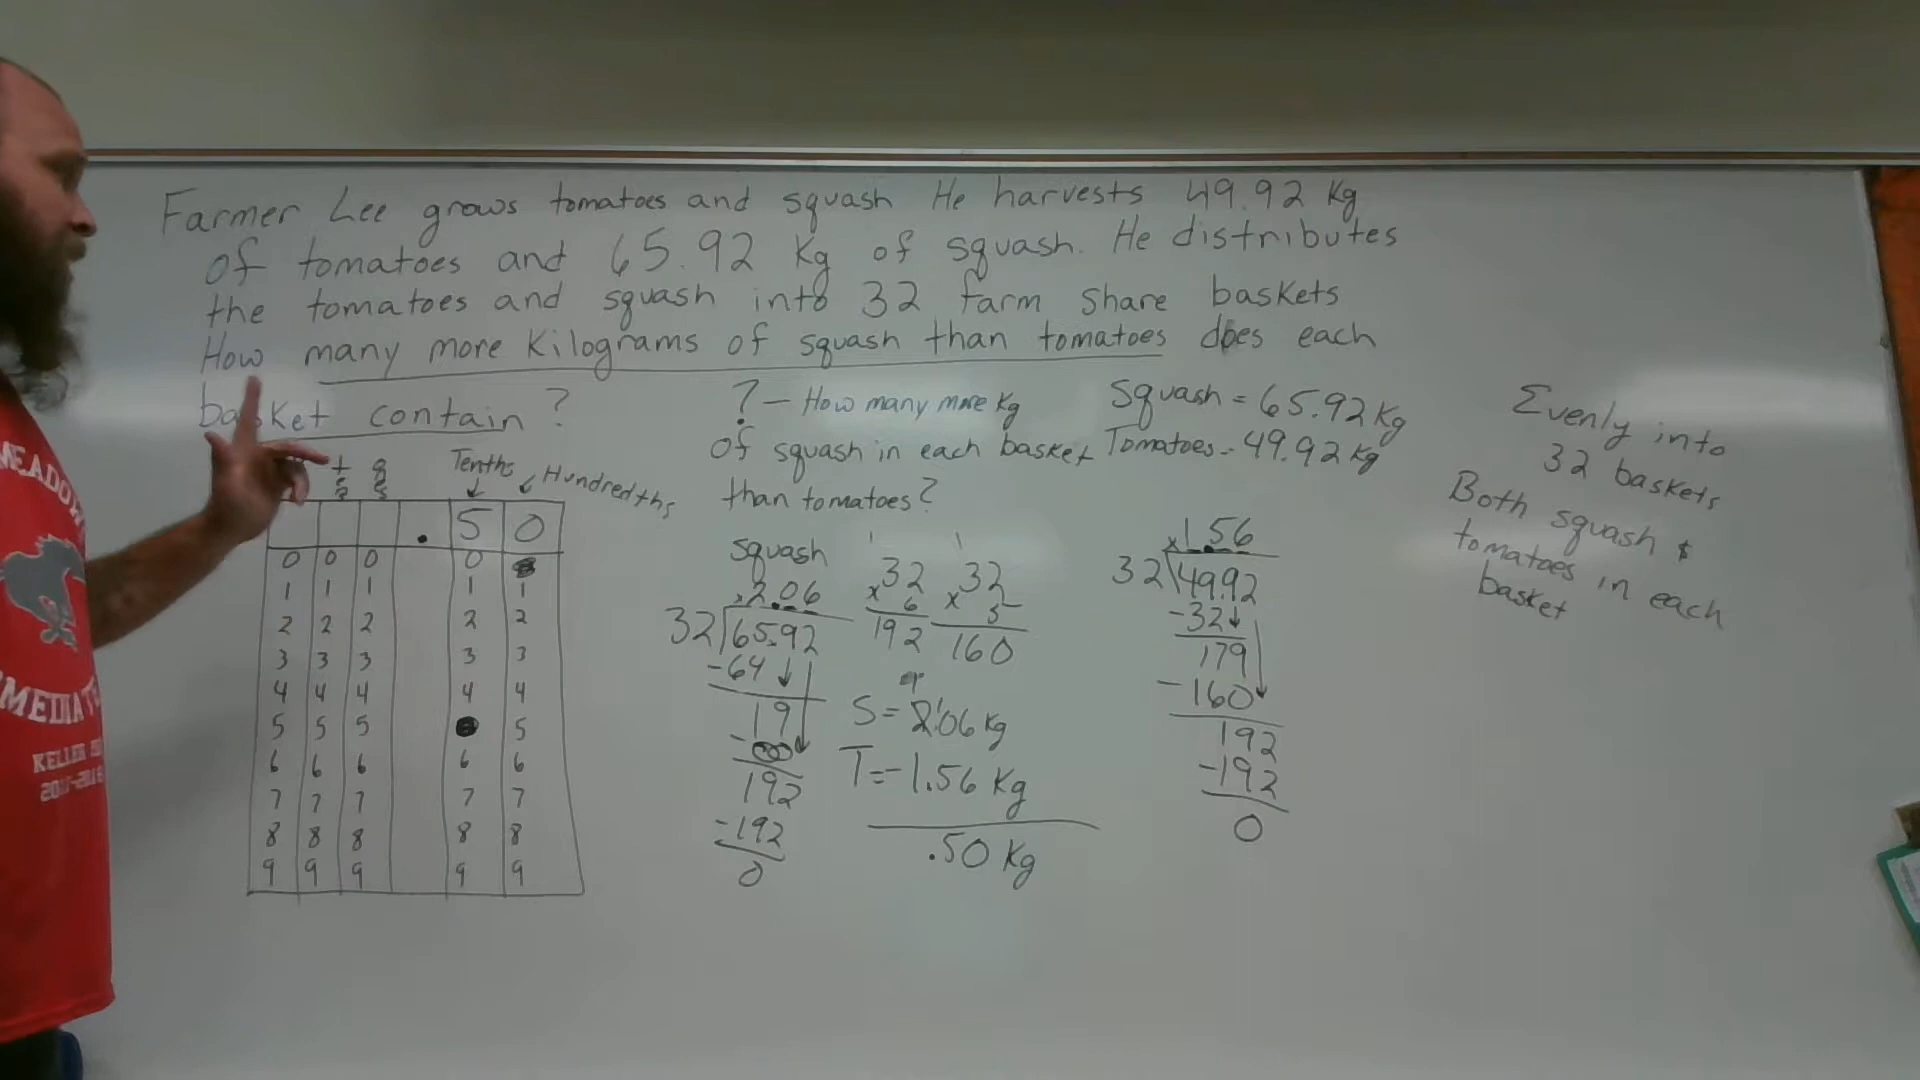 Farmer Lee grows tomatoes and squash He harvests 49.92 Kg
of tomatoes and 65.92 Kg of squash. He distributes
the tomatoes and squash into 32 farm share baskets
How many more Kilograms of squash than tomatoes does each
basket contain?
? - How many more Kg
of squash in each basket
than tomatoes?
Squash = 65.92 Kg
Tomatoes - 49.92 Kg
Evenly into
32 baskets
Both squash &
tomatoes in each
basket
Tenths
Hundredths
. 5 0
0 0 0 0
1 1 1 1 1
2 2 2 2 2
3 3 3 3 3
4 4 4 4 4
5 5 5 5
6 6 6 6 6
7 7 7 7 7
8 8 8 8 8
9 9 9 9 9
squash
2.06
32 65.92
-64
19
192
-192
0
1
32
x 6
192
1
32
x 5
160
S = 2.06 Kg
T = -1.56 Kg
.50 Kg
1.56
32 49.92
-32
179
-160
192
-192
0
KELLER